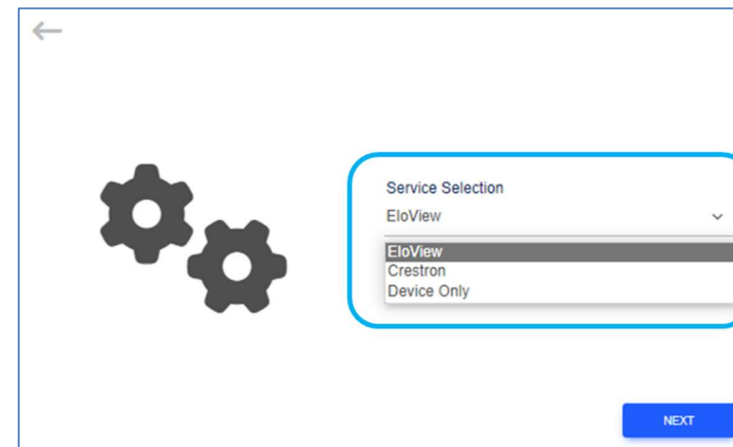 Service Selection
EloView
EloView
Crestron
Device Only
NEXT